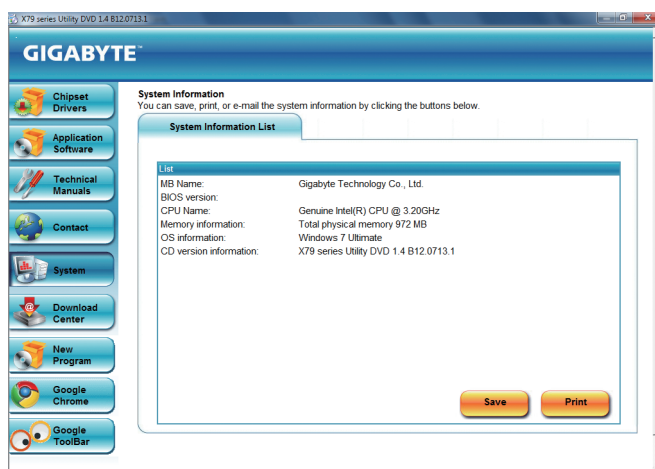 X79 series Utility DVD 1.4 B12.0713.1
GIGABYTE™
Chipset
Drivers
Application
Software
Technical
Manuals
Contact
System
Download
Center
New
Program
Google
Chrome
Google
ToolBar
System Information
You can save, print, or e-mail the system information by clicking the buttons below.
System Information List
List
MB Name: Gigabyte Technology Co., Ltd.
BIOS version:
CPU Name: Genuine Intel(R) CPU @ 3.20GHz
Memory information: Total physical memory 972 MB
OS information: Windows 7 Ultimate
CD version information: X79 series Utility DVD 1.4 B12.0713.1
Save Print